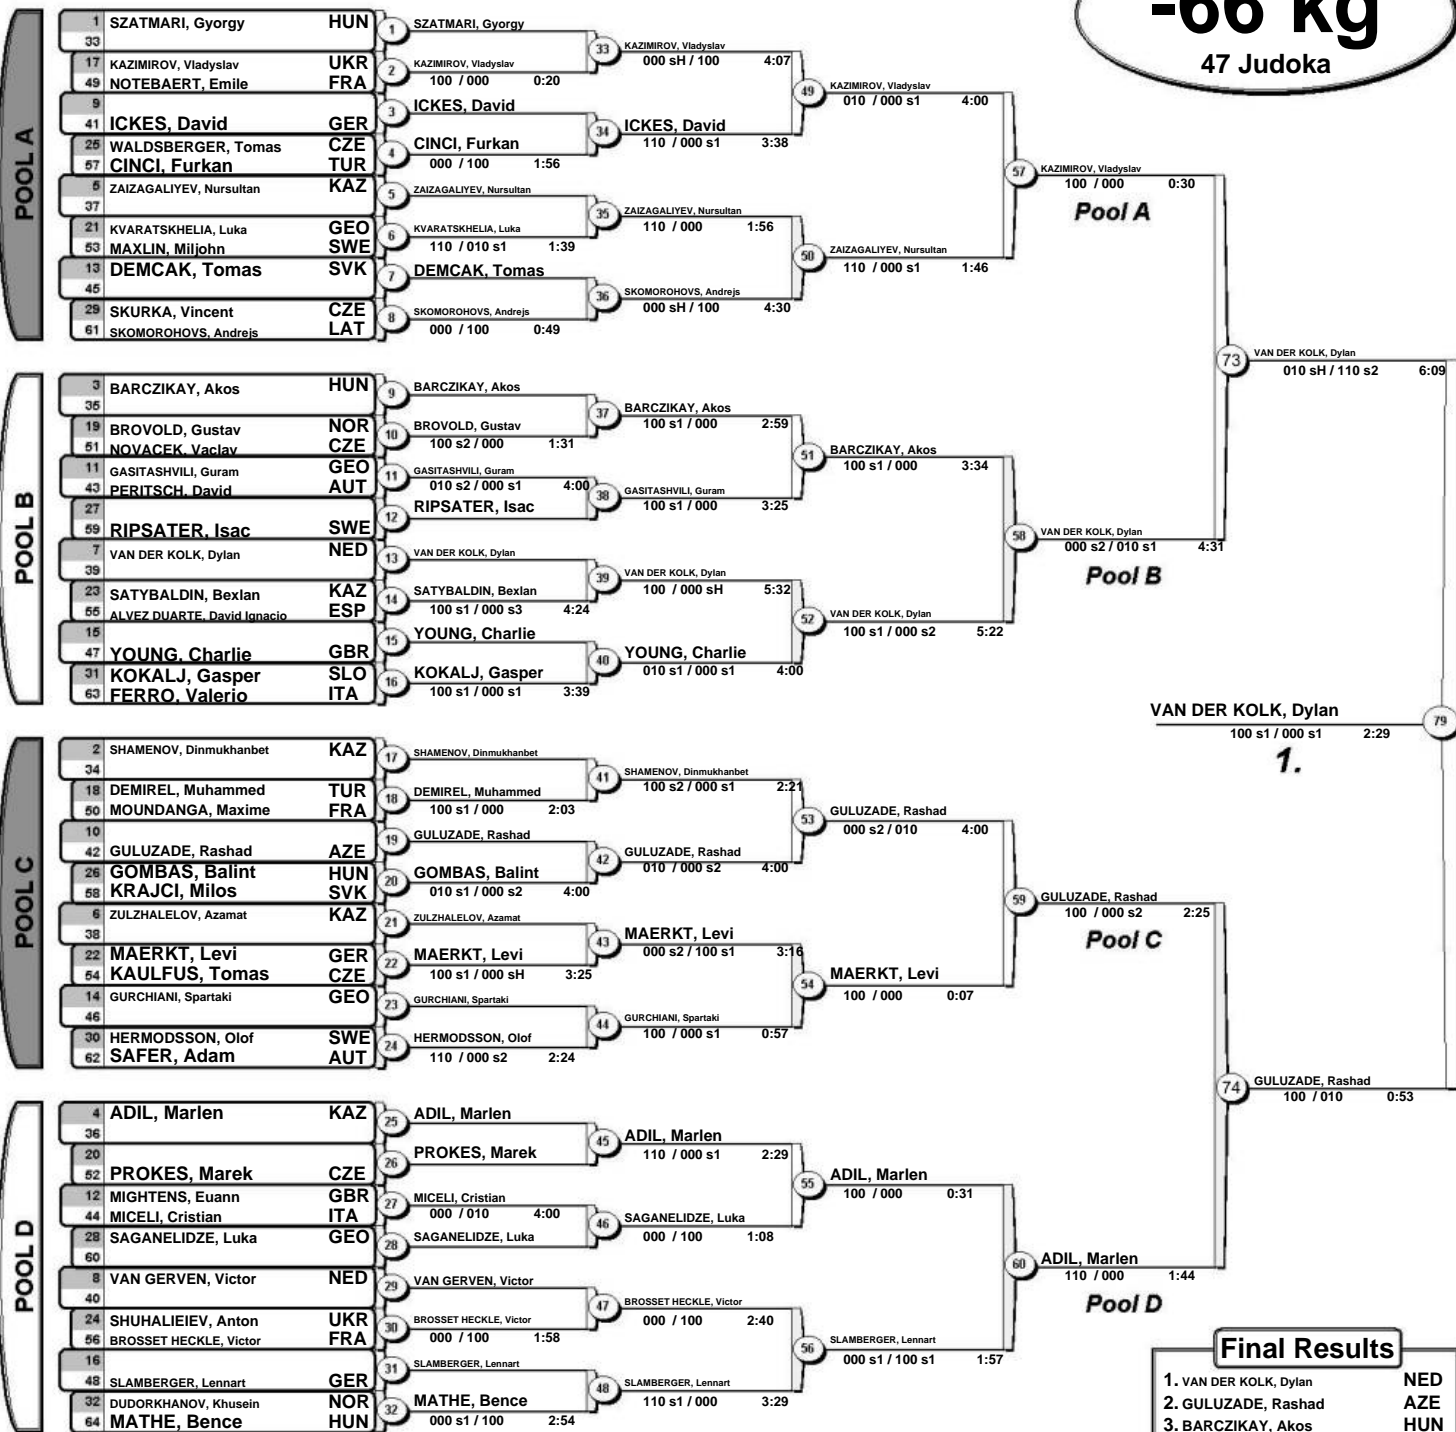 -66 kg
47 Judoka
POOL A
1 SZATMARI, Gyorgy HUN
33
17 KAZIMIROV, Vladyslav UKR
49 NOTEBAERT, Emile FRA
9
41 ICKES, David GER
25 WALDSBERGER, Tomas CZE
57 CINCI, Furkan TUR
5 ZAIZAGALIYEV, Nursultan KAZ
37
21 KVARATSKHELIA, Luka GEO
53 MAXLIN, Miljohn SWE
13 DEMCAK, Tomas SVK
45
29 SKURKA, Vincent CZE
61 SKOMOROHOVS, Andrejs LAT
1 SZATMARI, Gyorgy
2 KAZIMIROV, Vladyslav
100 / 000 0:20
3 ICKES, David
4 CINCI, Furkan
000 / 100 1:56
5 ZAIZAGALIYEV, Nursultan
6 KVARATSKHELIA, Luka
110 / 010 s1 1:39
7 DEMCAK, Tomas
8 SKOMOROHOVS, Andrejs
000 / 100 0:49
33 KAZIMIROV, Vladyslav
000 sH / 100 4:07
34 ICKES, David
110 / 000 s1 3:38
35 ZAIZAGALIYEV, Nursultan
110 / 000 1:56
36 SKOMOROHOVS, Andrejs
000 sH / 100 4:30
49 KAZIMIROV, Vladyslav
010 / 000 s1 4:00
50 ZAIZAGALIYEV, Nursultan
110 / 000 s1 1:46
57 KAZIMIROV, Vladyslav
100 / 000 0:30
Pool A
POOL B
3 BARCZIKAY, Akos HUN
35
19 BROVOLD, Gustav NOR
51 NOVACEK, Vaclav CZE
11 GASITASHVILI, Guram GEO
43 PERITSCH, David AUT
27
59 RIPSATER, Isac SWE
7 VAN DER KOLK, Dylan NED
39
23 SATYBALDIN, Bexlan KAZ
55 ALVEZ DUARTE, David Ignacio ESP
15
47 YOUNG, Charlie GBR
31 KOKALJ, Gasper SLO
63 FERRO, Valerio ITA
9 BARCZIKAY, Akos
10 BROVOLD, Gustav
100 s2 / 000 1:31
11 GASITASHVILI, Guram
010 s2 / 000 s1 4:00
12 RIPSATER, Isac
13 VAN DER KOLK, Dylan
14 SATYBALDIN, Bexlan
100 s1 / 000 s3 4:24
15 YOUNG, Charlie
16 KOKALJ, Gasper
100 s1 / 000 s1 3:39
37 BARCZIKAY, Akos
100 s1 / 000 2:59
38 GASITASHVILI, Guram
100 s1 / 000 3:25
39 VAN DER KOLK, Dylan
100 / 000 sH 5:32
40 YOUNG, Charlie
010 s1 / 000 s1 4:00
51 BARCZIKAY, Akos
100 s1 / 000 3:34
52 VAN DER KOLK, Dylan
100 s1 / 000 s2 5:22
58 VAN DER KOLK, Dylan
000 s2 / 010 s1 4:31
Pool B
73 VAN DER KOLK, Dylan
010 sH / 110 s2 6:09
VAN DER KOLK, Dylan 79
100 s1 / 000 s1 2:29
1.
POOL C
2 SHAMENOV, Dinmukhanbet KAZ
34
18 DEMIREL, Muhammed TUR
50 MOUNDANGA, Maxime FRA
10
42 GULUZADE, Rashad AZE
26 GOMBAS, Balint HUN
58 KRAJCI, Milos SVK
6 ZULZHALELOV, Azamat KAZ
38
22 MAERKT, Levi GER
54 KAULFUS, Tomas CZE
14 GURCHIANI, Spartaki GEO
46
30 HERMODSSON, Olof SWE
62 SAFER, Adam AUT
17 SHAMENOV, Dinmukhanbet
18 DEMIREL, Muhammed
100 s1 / 000 2:03
19 GULUZADE, Rashad
20 GOMBAS, Balint
010 s1 / 000 s2 4:00
21 ZULZHALELOV, Azamat
22 MAERKT, Levi
100 s1 / 000 sH 3:25
23 GURCHIANI, Spartaki
24 HERMODSSON, Olof
110 / 000 s2 2:24
41 SHAMENOV, Dinmukhanbet
100 s2 / 000 s1 2:21
42 GULUZADE, Rashad
010 / 000 s2 4:00
43 MAERKT, Levi
000 s2 / 100 s1 3:16
44 GURCHIANI, Spartaki
100 / 000 s1 0:57
53 GULUZADE, Rashad
000 s2 / 010 4:00
54 MAERKT, Levi
100 / 000 0:07
59 GULUZADE, Rashad
100 / 000 s2 2:25
Pool C
POOL D
4 ADIL, Marlen KAZ
36
20
52 PROKES, Marek CZE
12 MIGHTENS, Euann GBR
44 MICELI, Cristian ITA
28 SAGANELIDZE, Luka GEO
60
8 VAN GERVEN, Victor NED
40
24 SHUHALIEIEV, Anton UKR
56 BROSSET HECKLE, Victor FRA
16
48 SLAMBERGER, Lennart GER
32 DUDORKHANOV, Khusein NOR
64 MATHE, Bence HUN
25 ADIL, Marlen
26 PROKES, Marek
27 MICELI, Cristian
000 / 010 4:00
28 SAGANELIDZE, Luka
29 VAN GERVEN, Victor
30 BROSSET HECKLE, Victor
000 / 100 1:58
31 SLAMBERGER, Lennart
32 MATHE, Bence
000 s1 / 100 2:54
45 ADIL, Marlen
110 / 000 s1 2:29
46 SAGANELIDZE, Luka
000 / 100 1:08
47 BROSSET HECKLE, Victor
000 / 100 2:40
48 SLAMBERGER, Lennart
110 s1 / 000 3:29
55 ADIL, Marlen
100 / 000 0:31
56 SLAMBERGER, Lennart
000 s1 / 100 s1 1:57
60 ADIL, Marlen
110 / 000 1:44
Pool D
74 GULUZADE, Rashad
100 / 010 0:53
Final Results
1. VAN DER KOLK, Dylan NED
2. GULUZADE, Rashad AZE
3. BARCZIKAY, Akos HUN